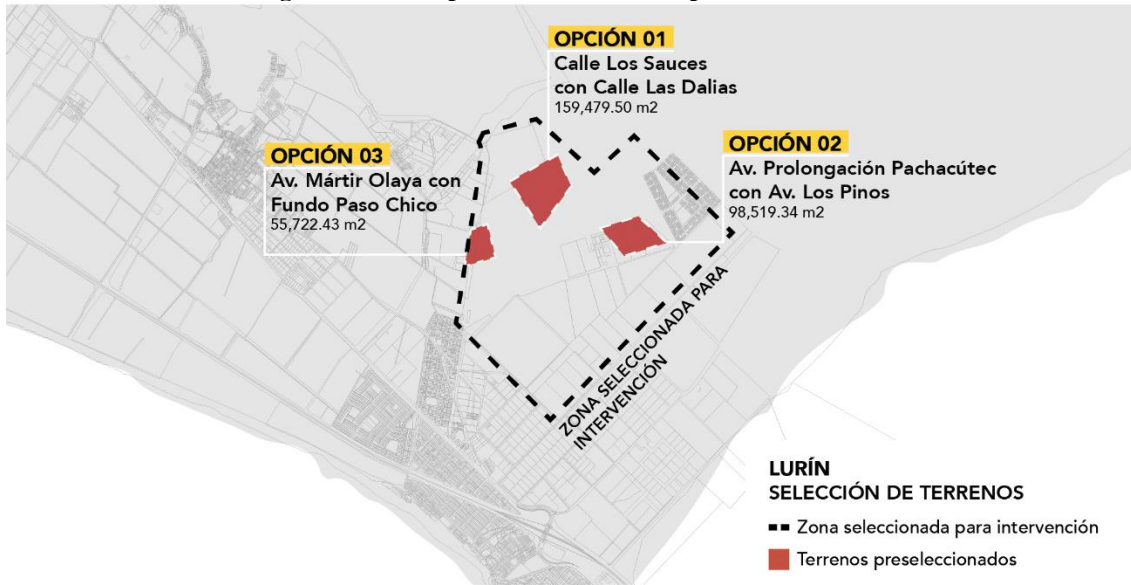 OPCIÓN 01
Calle Los Sauces
con Calle Las Dalias
159,479.50 m2
OPCIÓN 03
Av. Mártir Olaya con
Fundo Paso Chico
55,722.43 m2
OPCIÓN 02
Av. Prolongación Pachacútec
con Av. Los Pinos
98,519.34 m2
ZONA SELECCIONADA PARA
INTERVENCIÓN
LURÍN
SELECCIÓN DE TERRENOS
Zona seleccionada para intervención
Terrenos preseleccionados